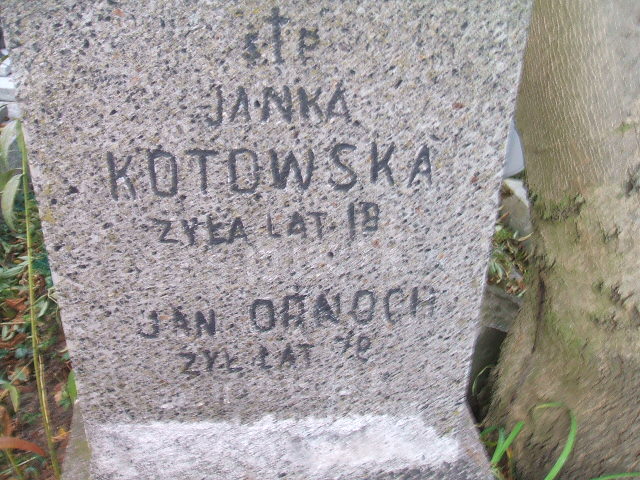 Ś P
JANKA
KOTOWSKA
ŻYŁA LAT 18
JAN ORNOCH
ŻYŁ LAT